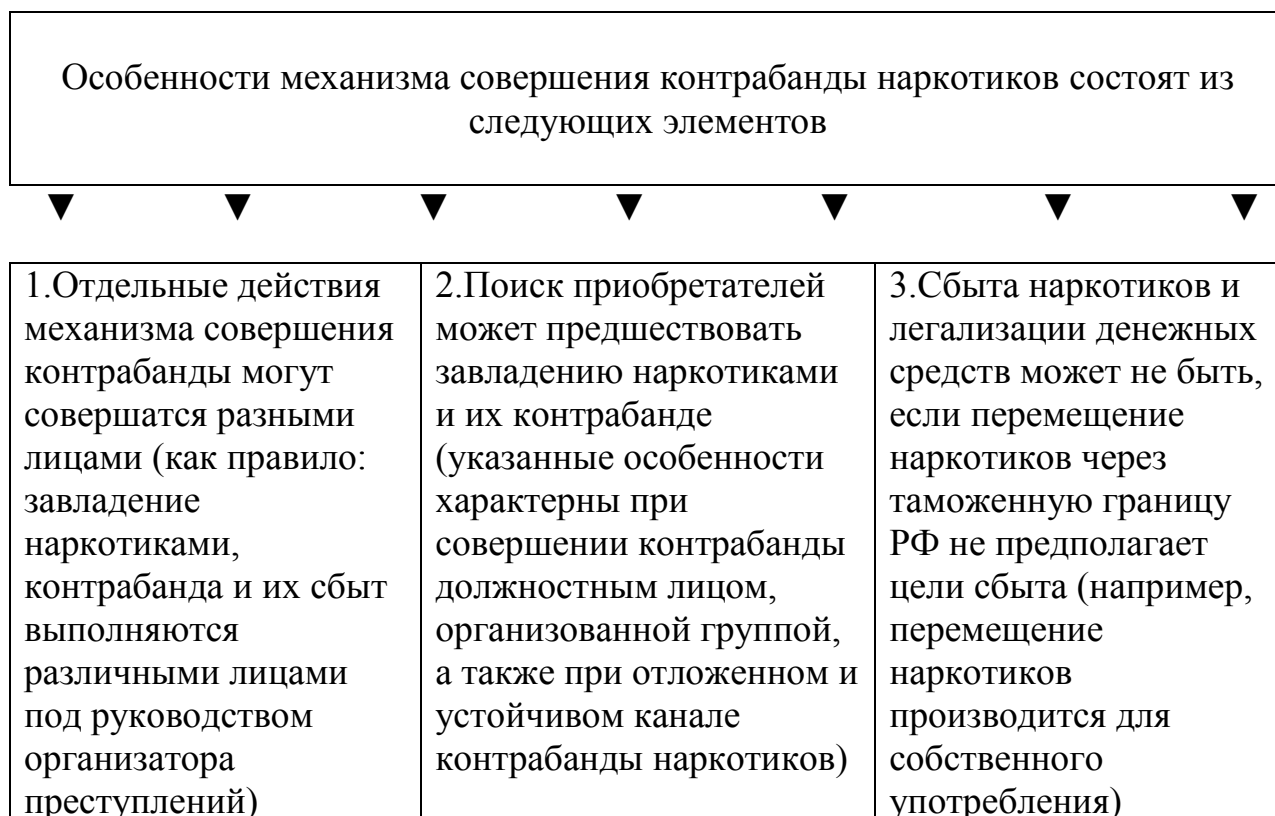 Особенности механизма совершения контрабанды наркотиков состоят из
следующих элементов
1.Отдельные действия
механизма совершения
контрабанды могут
совершатся разными
лицами (как правило:
завладение
наркотиками,
контрабанда и их сбыт
выполняются
различными лицами
под руководством
организатора
преступлений)
2.Поиск приобретателей
может предшествовать
завладению наркотиками
и их контрабанде
(указанные особенности
характерны при
совершении контрабанды
должностным лицом,
организованной группой,
а также при отложенном и
устойчивом канале
контрабанды наркотиков)
3.Сбыта наркотиков и
легализации денежных
средств может не быть,
если перемещение
наркотиков через
таможенную границу
РФ не предполагает
цели сбыта (например,
перемещение
наркотиков
производится для
собственного
употребления)